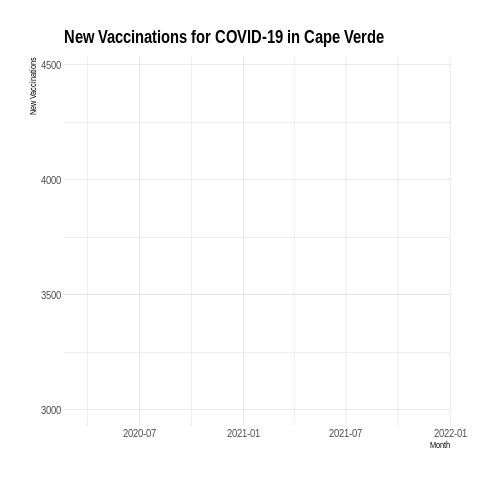 New Vaccinations for COVID-19 in Cape Verde
New Vaccinations
4500
4000
3500
3000
2020-07 2021-01 2021-07 2022-01
Month